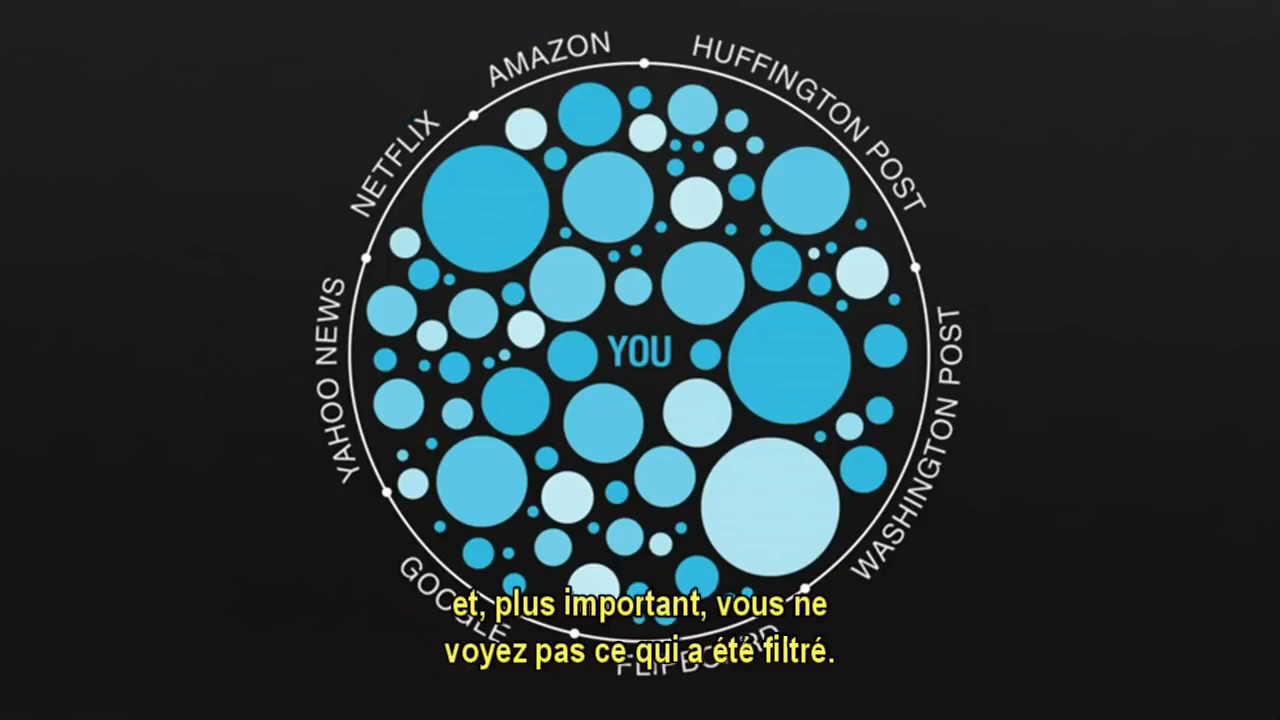 AMAZON
HUFFINGTON POST
NETFLIX
YAHOO NEWS
YOU
WASHINGTON POST
GOOGLE
FLIPBOARD
et, plus important, vous ne
voyez pas ce qui a été filtré.